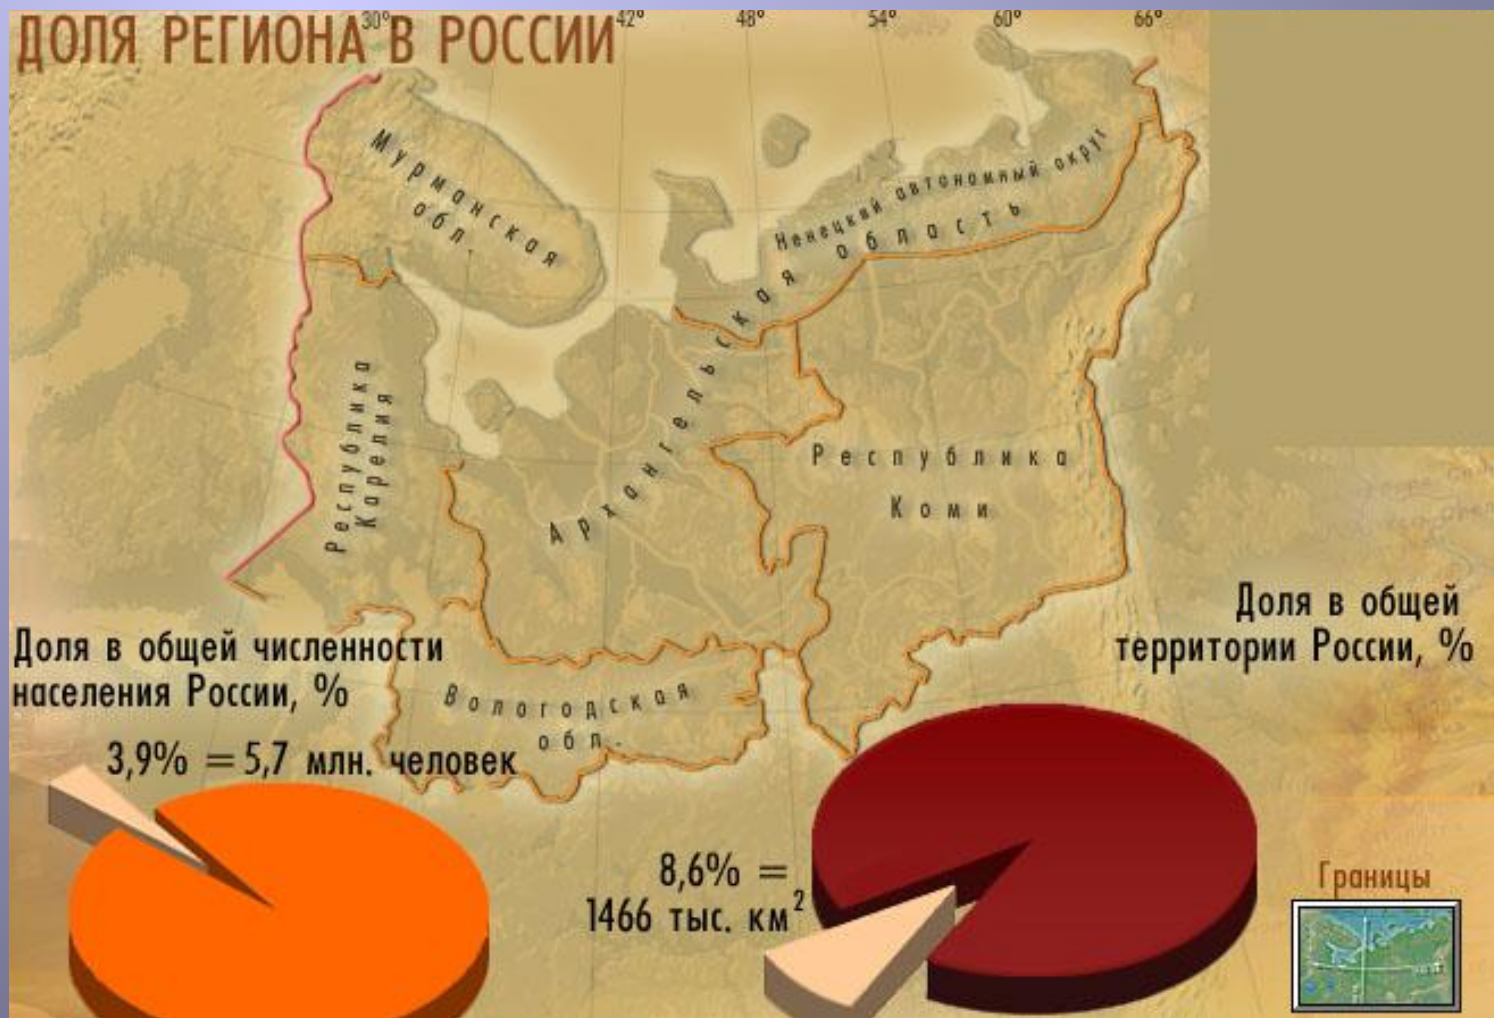 ДОЛЯ РЕГИОНА В РОССИИ
30° 42° 48° 54° 60° 66°
Мурманская
обл.
Ненецкий автономный округ
Архангельская область
Республика
Карелия
Республика
Коми
Вологодская
обл.
Доля в общей численности
населения России, %
3,9% = 5,7 млн. человек
Доля в общей
территории России, %
8,6% =
1466 тыс. км²
Границы